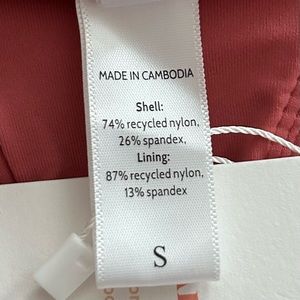 MADE IN CAMBODIA
Shell:
74% recycled nylon,
26% spandex,
Lining:
87% recycled nylon,
13% spandex
S